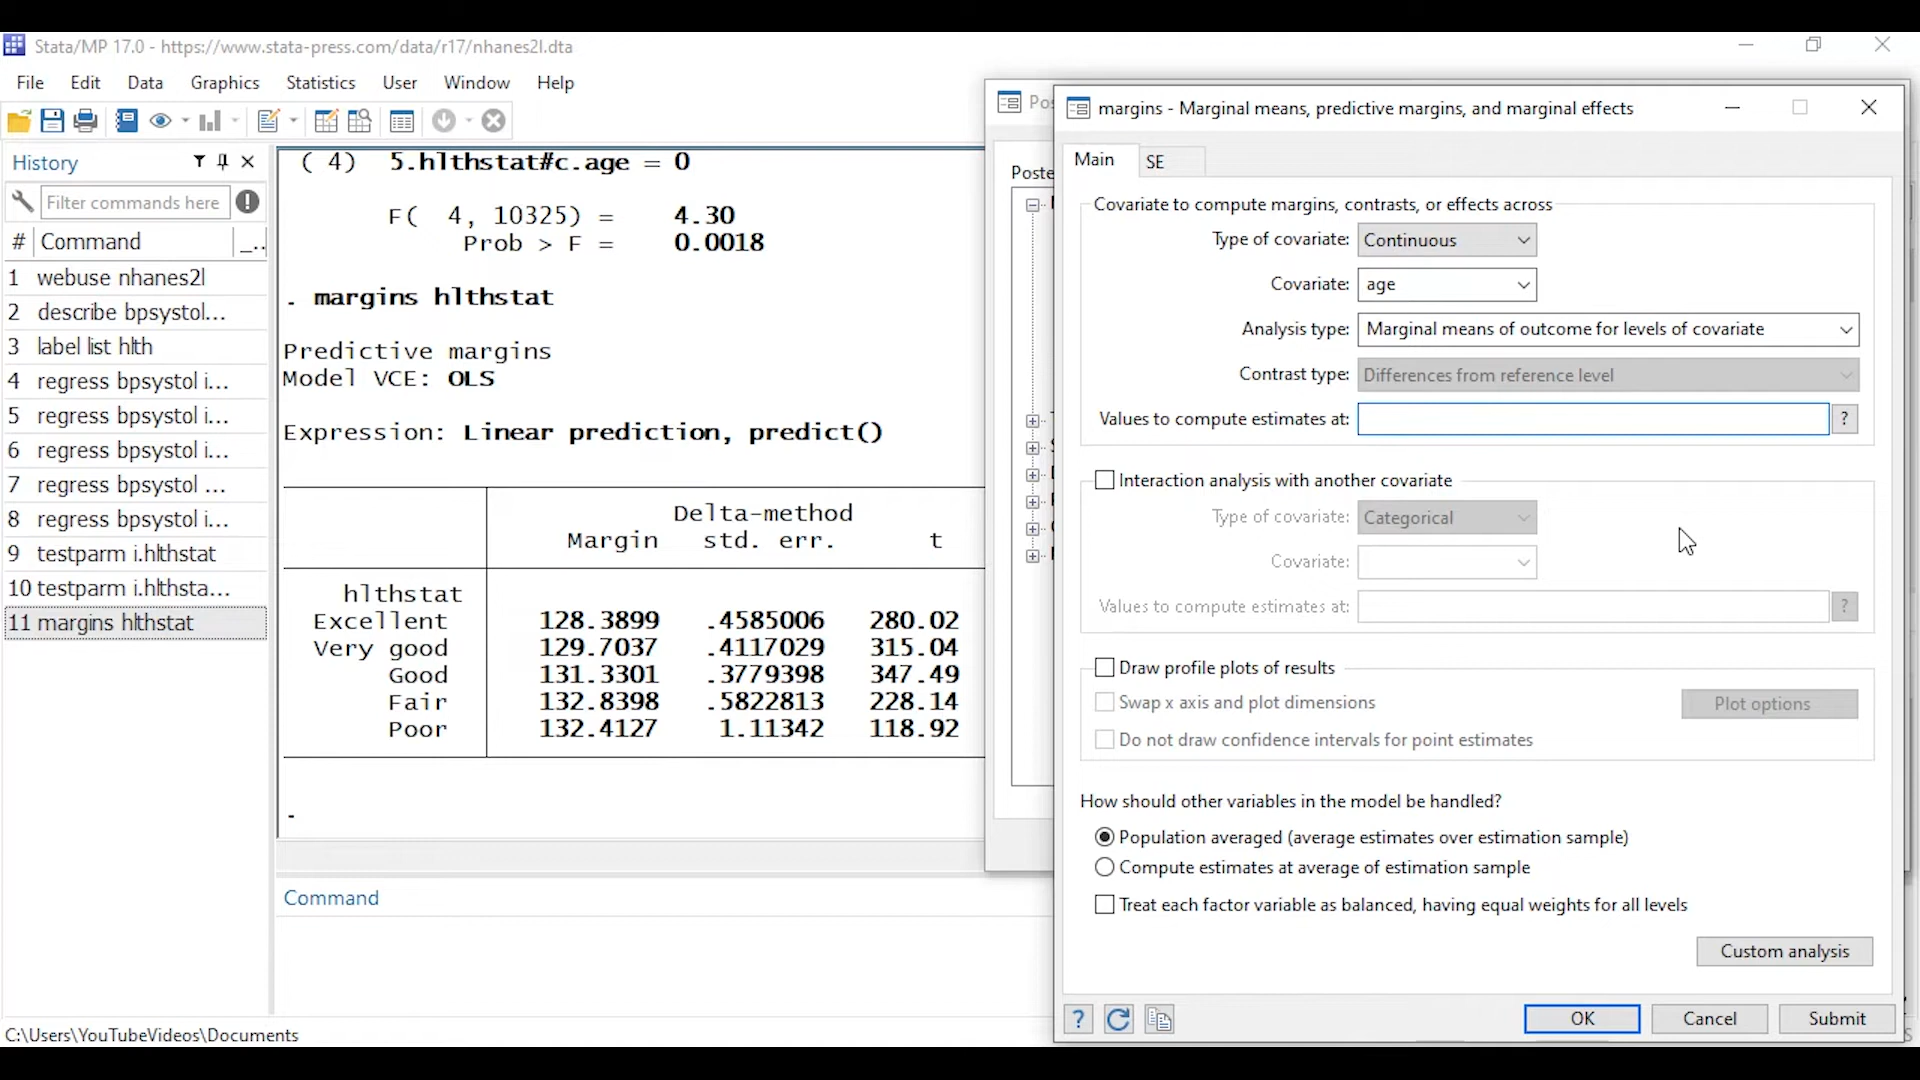 Stata/MP 17.0 - https://www.stata-press.com/data/r17/nhanes2l.dta
File Edit Data Graphics Statistics User Window Help
History
Filter commands here
# Command _..
1 webuse nhanes2l
2 describe bpsystol...
3 label list hlth
4 regress bpsystol i...
5 regress bpsystol i...
6 regress bpsystol i...
7 regress bpsystol ...
8 regress bpsystol i...
9 testparm i.hlthstat
10 testparm i.hlthsta...
11 margins hlthstat
( 4) 5.hlthstat#c.age = 0
F( 4, 10325) = 4.30
Prob > F = 0.0018
. margins hlthstat
Predictive margins
Model VCE: OLS
Expression: Linear prediction, predict()
Delta-method
Margin std. err. t
hlthstat
Excellent 128.3899 .4585006 280.02
Very good 129.7037 .4117029 315.04
Good 131.3301 .3779398 347.49
Fair 132.8398 .5822813 228.14
Poor 132.4127 1.11342 118.92
.
Command
C:\Users\YouTubeVideos\Documents
Pos
Poste
margins - Marginal means, predictive margins, and marginal effects
Main SE
Covariate to compute margins, contrasts, or effects across
Type of covariate: Continuous
Covariate: age
Analysis type: Marginal means of outcome for levels of covariate
Contrast type: Differences from reference level
Values to compute estimates at: ?
Interaction analysis with another covariate
Type of covariate: Categorical
Covariate:
Values to compute estimates at: ?
Draw profile plots of results
Swap x axis and plot dimensions
Plot options
Do not draw confidence intervals for point estimates
How should other variables in the model be handled?
Population averaged (average estimates over estimation sample)
Compute estimates at average of estimation sample
Treat each factor variable as balanced, having equal weights for all levels
Custom analysis
? OK Cancel Submit